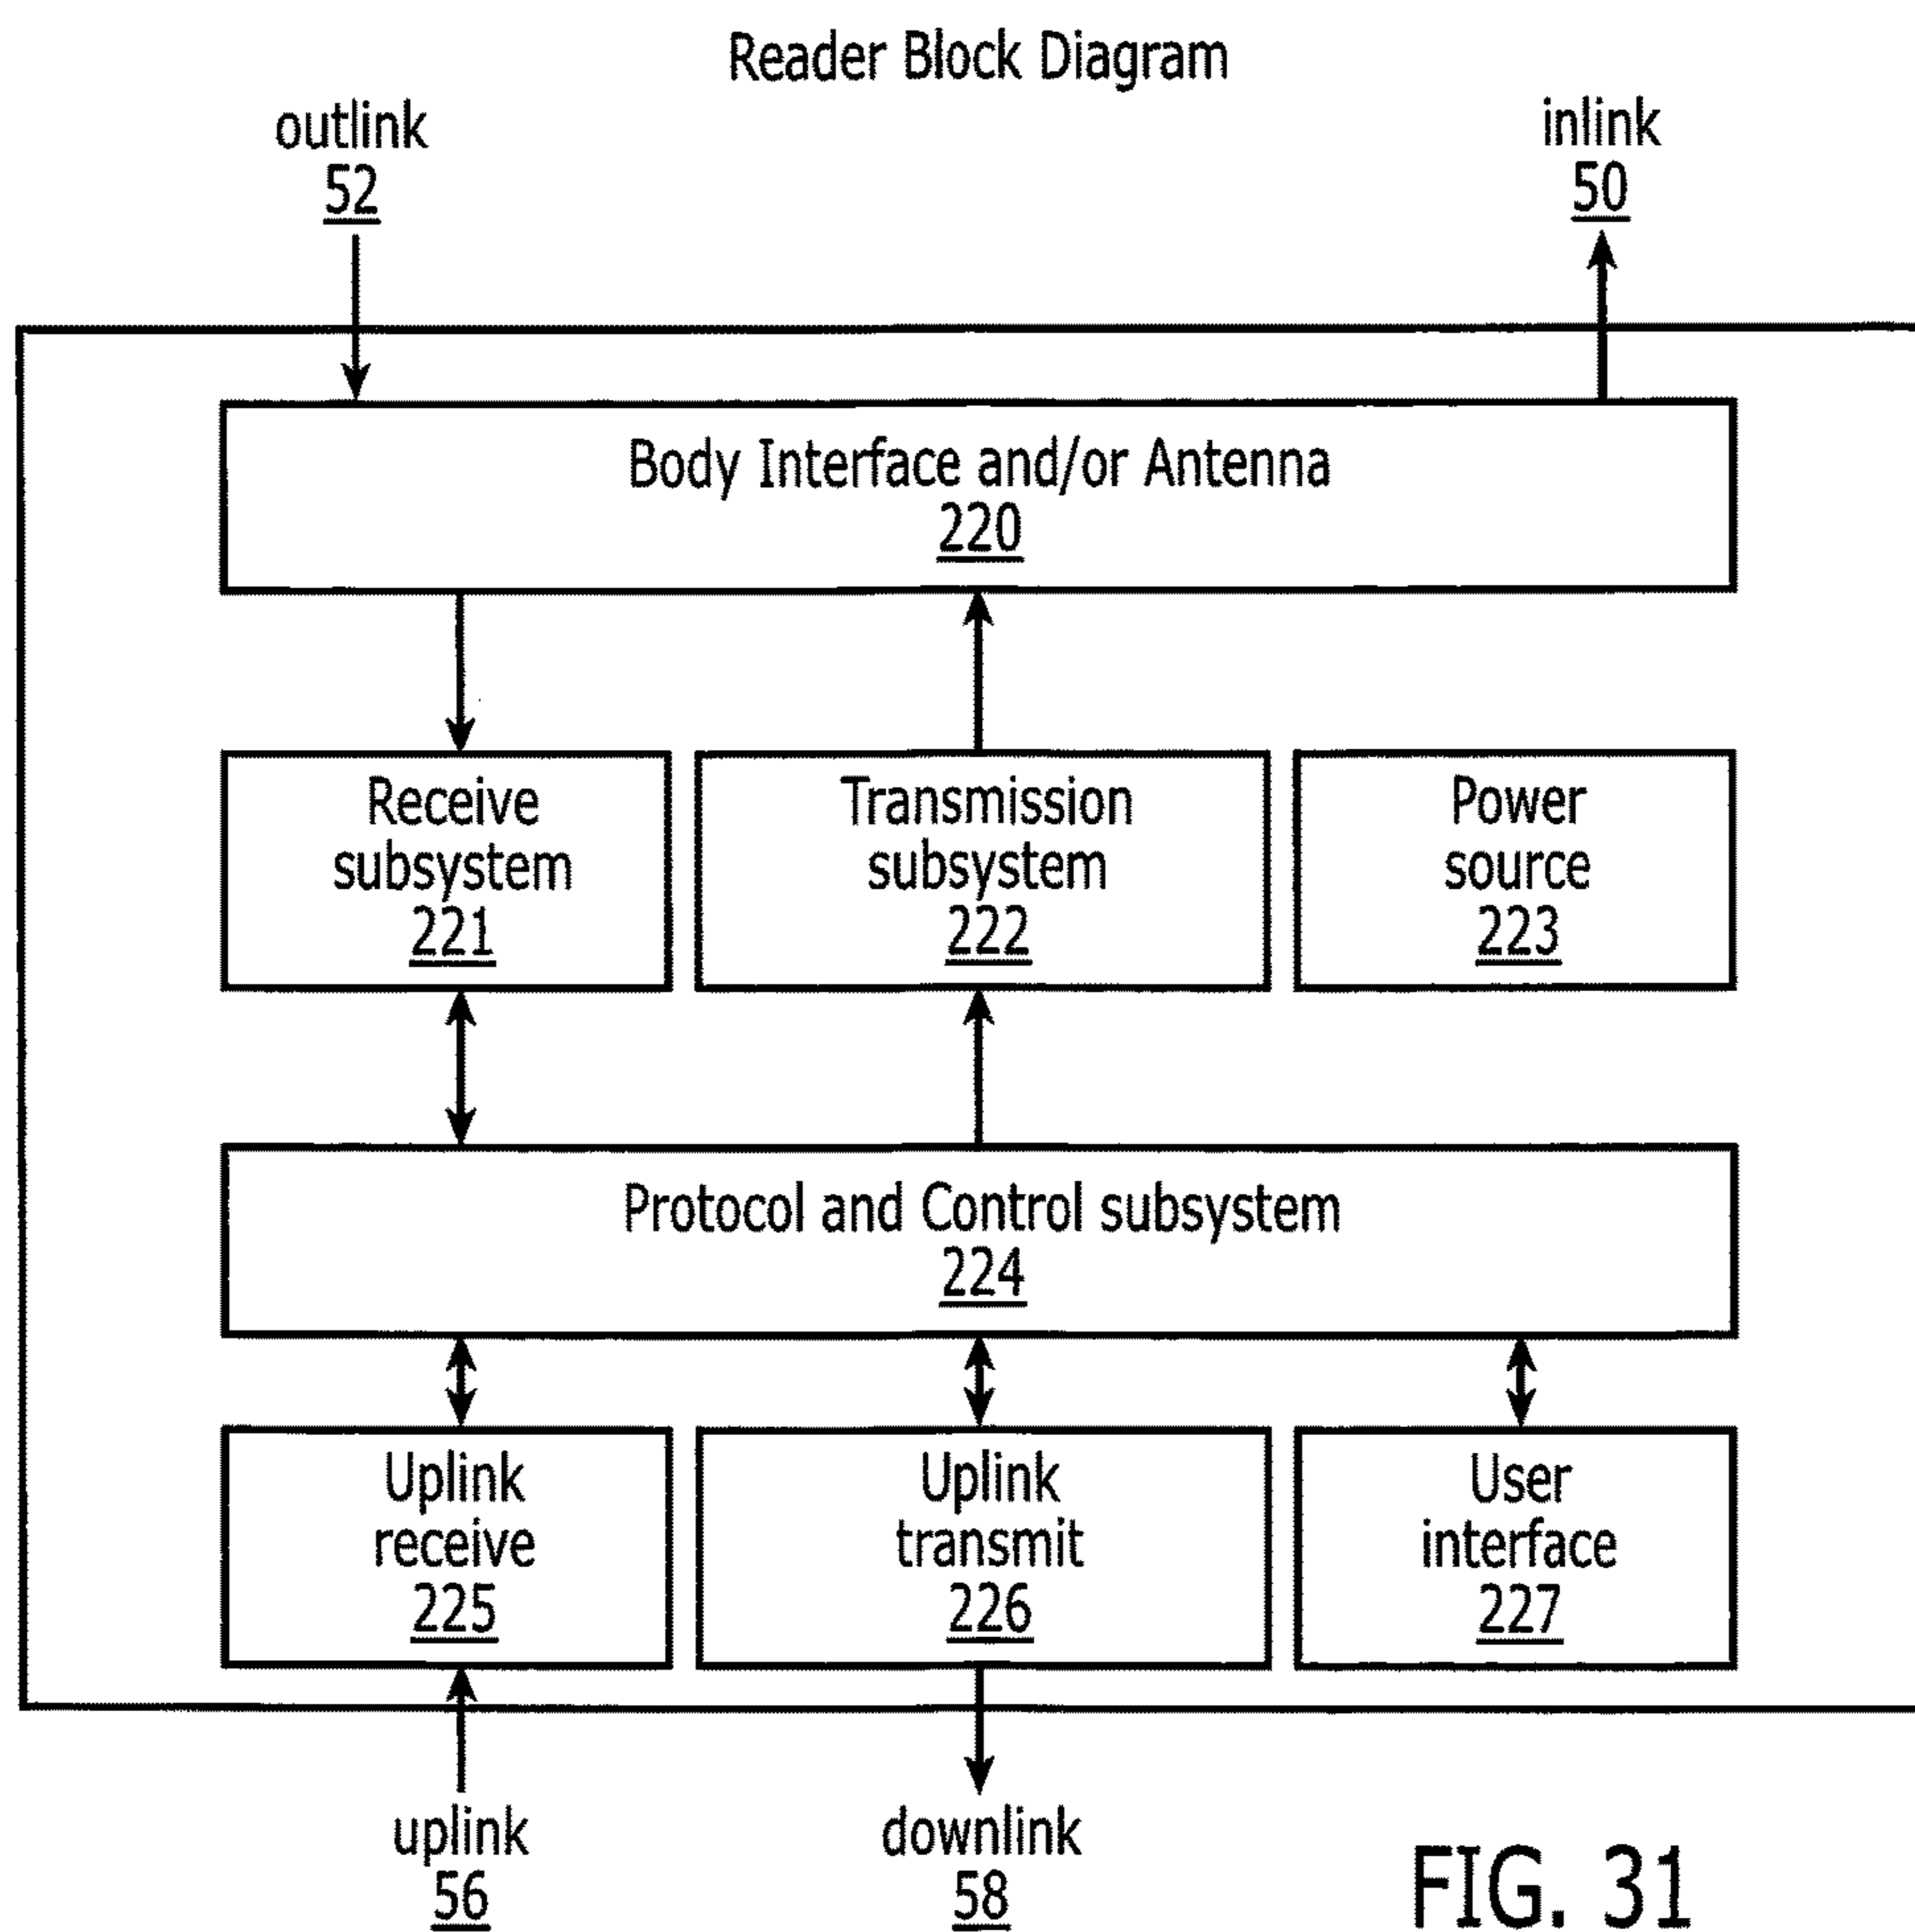 Reader Block Diagram
outlink
52
inlink
50
Body Interface and/or Antenna
220
Receive
subsystem
221
Transmission
subsystem
222
Power
source
223
Protocol and Control subsystem
224
Uplink
receive
225
Uplink
transmit
226
User
interface
227
uplink
56
downlink
58
FIG. 31